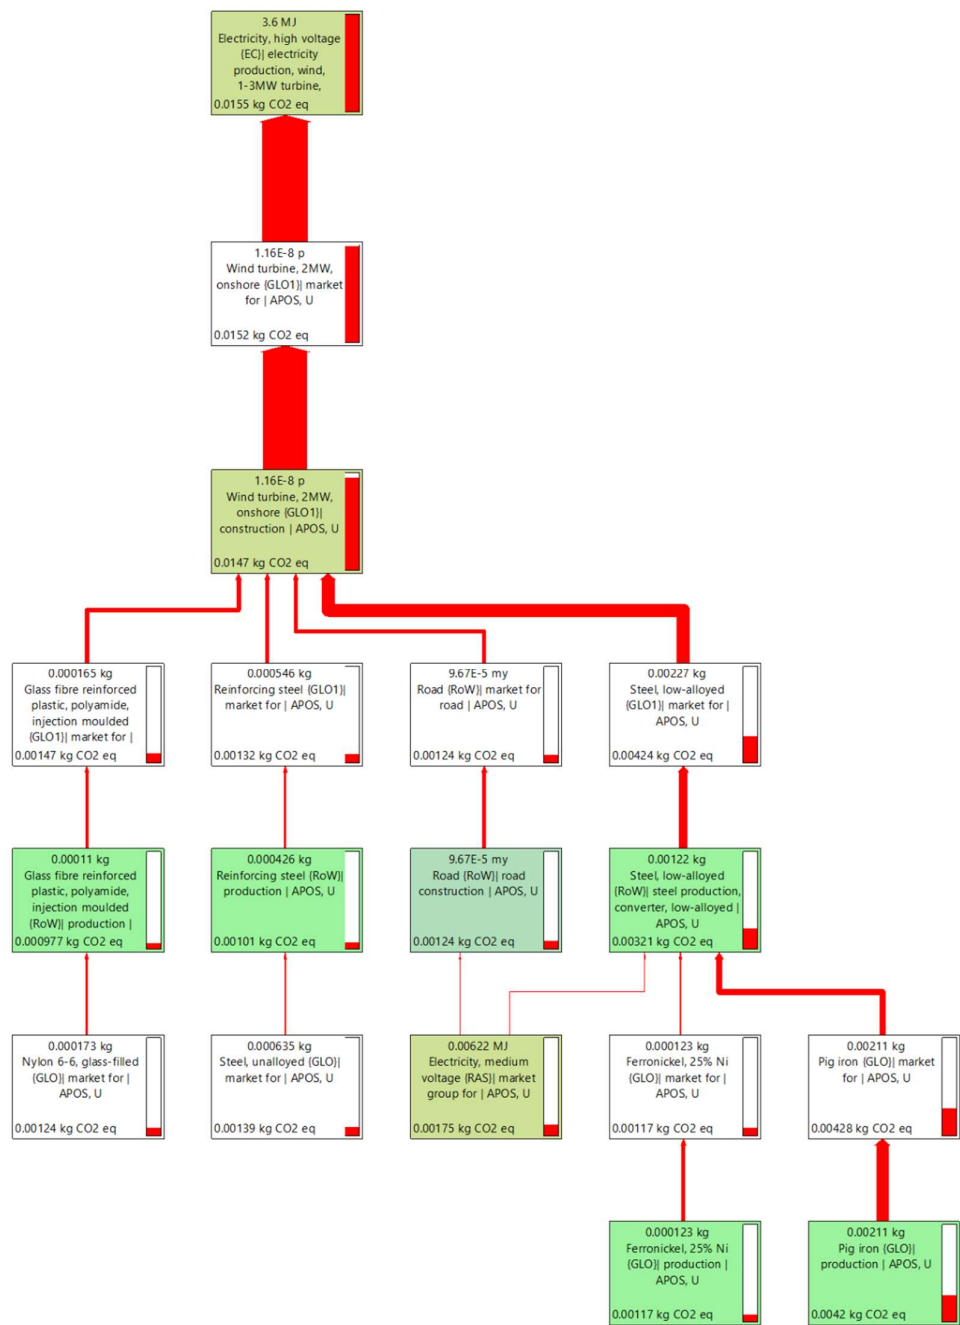 3.6 MJ
Electricity, high voltage
{EC}| electricity
production, wind,
1-3MW turbine,
0.0155 kg CO2 eq
1.16E-8 p
Wind turbine, 2MW,
onshore {GLO1}| market
for | APOS, U
0.0152 kg CO2 eq
1.16E-8 p
Wind turbine, 2MW,
onshore {GLO1}|
construction | APOS, U
0.0147 kg CO2 eq
0.000165 kg
Glass fibre reinforced
plastic, polyamide,
injection moulded
{GLO1}| market for |
0.00147 kg CO2 eq
0.000546 kg
Reinforcing steel {GLO1}|
market for | APOS, U
0.00132 kg CO2 eq
9.67E-5 my
Road {RoW}| market for
road | APOS, U
0.00124 kg CO2 eq
0.00227 kg
Steel, low-alloyed
{GLO1}| market for |
APOS, U
0.00424 kg CO2 eq
0.00011 kg
Glass fibre reinforced
plastic, polyamide,
injection moulded
{RoW}| production |
0.000977 kg CO2 eq
0.000426 kg
Reinforcing steel {RoW}|
production | APOS, U
0.00101 kg CO2 eq
9.67E-5 my
Road {RoW}| road
construction | APOS, U
0.00124 kg CO2 eq
0.00122 kg
Steel, low-alloyed
{RoW}| steel production,
converter, low-alloyed |
APOS, U
0.00321 kg CO2 eq
0.000173 kg
Nylon 6-6, glass-filled
{GLO}| market for |
APOS, U
0.00124 kg CO2 eq
0.000635 kg
Steel, unalloyed {GLO}|
market for | APOS, U
0.00139 kg CO2 eq
0.00622 MJ
Electricity, medium
voltage {RAS}| market
group for | APOS, U
0.00175 kg CO2 eq
0.000123 kg
Ferronickel, 25% Ni
{GLO}| market for |
APOS, U
0.00117 kg CO2 eq
0.00211 kg
Pig iron {GLO}| market
for | APOS, U
0.00428 kg CO2 eq
0.000123 kg
Ferronickel, 25% Ni
{GLO}| production |
APOS, U
0.00117 kg CO2 eq
0.00211 kg
Pig iron {GLO}|
production | APOS, U
0.0042 kg CO2 eq